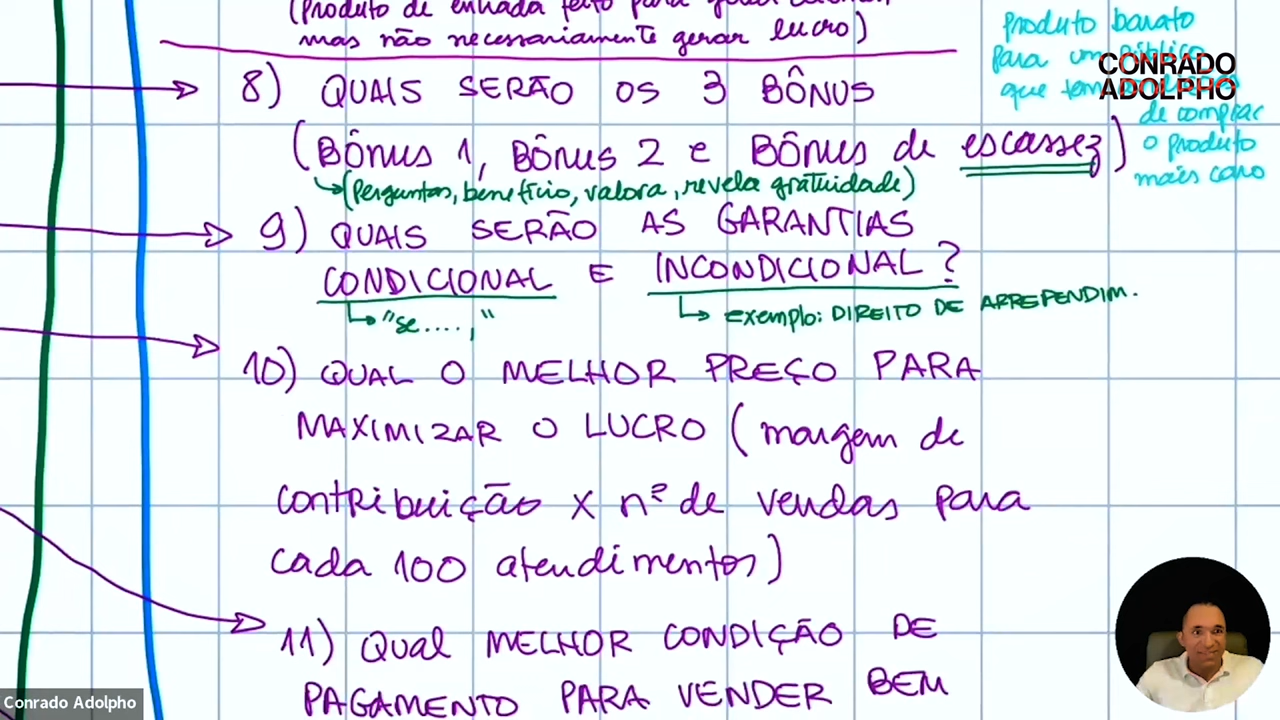 (Produto de entrada feito para
mas não necessariamente gerar lucro)
8) QUAIS SERÃO OS 3 BÔNUS
(Bônus 1, Bônus 2 e Bônus de escassez)
(perguntas, benefício, valora, revela gratuidade)
9) QUAIS SERÃO AS GARANTIAS
CONDICIONAL E INCONDICIONAL?
"se....,"
exemplo: DIREITO DE ARREPENDIM.
10) QUAL O MELHOR PREÇO PARA
MAXIMIZAR O LUCRO (margem de
contribuição x nº de vendas para
cada 100 atendimentos)
11) Qual MELHOR CONDIÇÃO DE
PAGAMENTO PARA VENDER BEM
produto barato
para um público
que tem
de comprar
o produto
mais caro
CONRADO
ADOLPHO
Conrado Adolpho